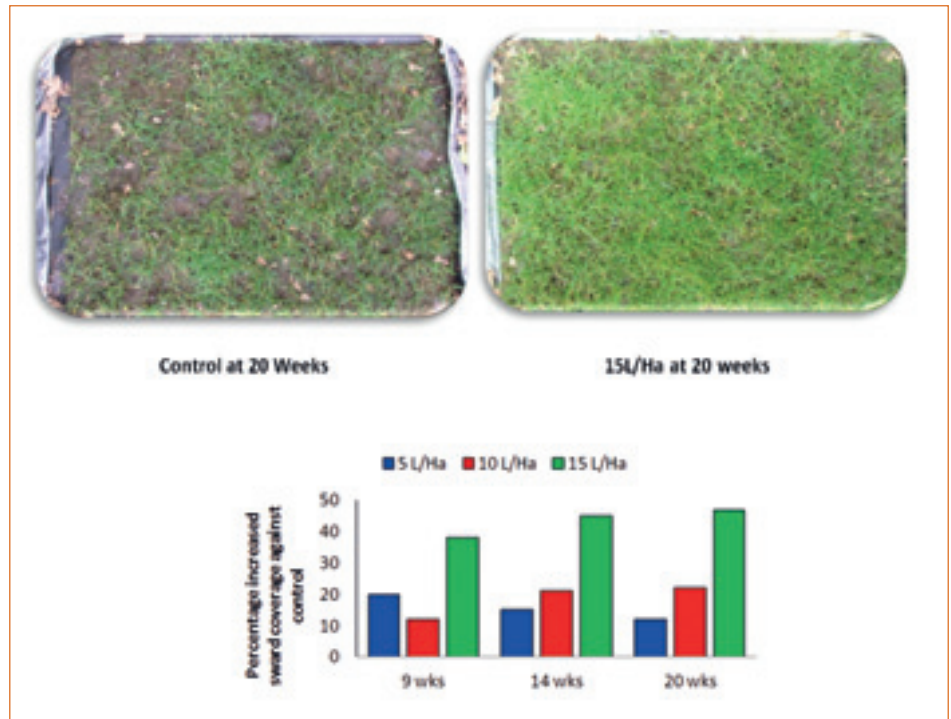 Control at 20 Weeks
15L/Ha at 20 weeks
5 L/Ha 10 L/Ha 15 L/Ha
Percentage increased
sward coverage against
control
50
40
30
20
10
0
9 wks 14 wks 20 wks